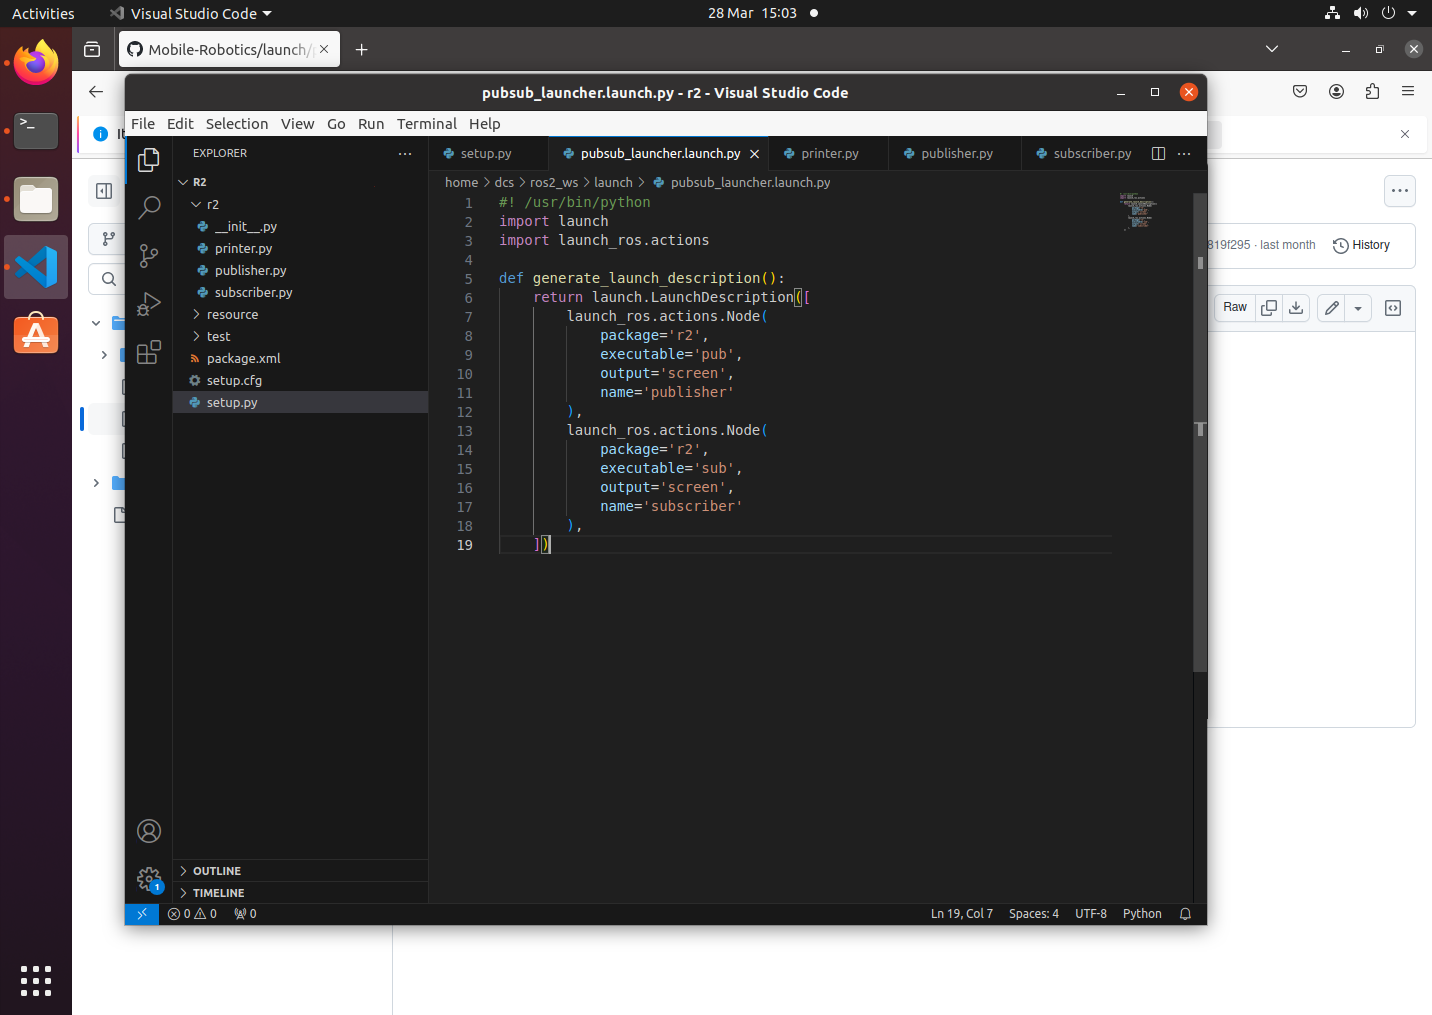 Activities
Visual Studio Code
28 Mar 15:03
Mobile-Robotics/launch/
pubsub_launcher.launch.py - r2 - Visual Studio Code
File Edit Selection View Go Run Terminal Help
EXPLORER
setup.py
pubsub_launcher.launch.py
printer.py
publisher.py
subscriber.py
home > dcs > ros2_ws > launch > pubsub_launcher.launch.py
R2
r2
__init__.py
printer.py
publisher.py
subscriber.py
resource
test
package.xml
setup.cfg
setup.py
OUTLINE
TIMELINE
1 #! /usr/bin/python
2 import launch
3 import launch_ros.actions
4
5 def generate_launch_description():
6 return launch.LaunchDescription([
7 launch_ros.actions.Node(
8 package='r2',
9 executable='pub',
10 output='screen',
11 name='publisher'
12 ),
13 launch_ros.actions.Node(
14 package='r2',
15 executable='sub',
16 output='screen',
17 name='subscriber'
18 ),
19 ])
819f295 · last month
History
Raw
1
0 0 0
Ln 19, Col 7 Spaces: 4 UTF-8 Python